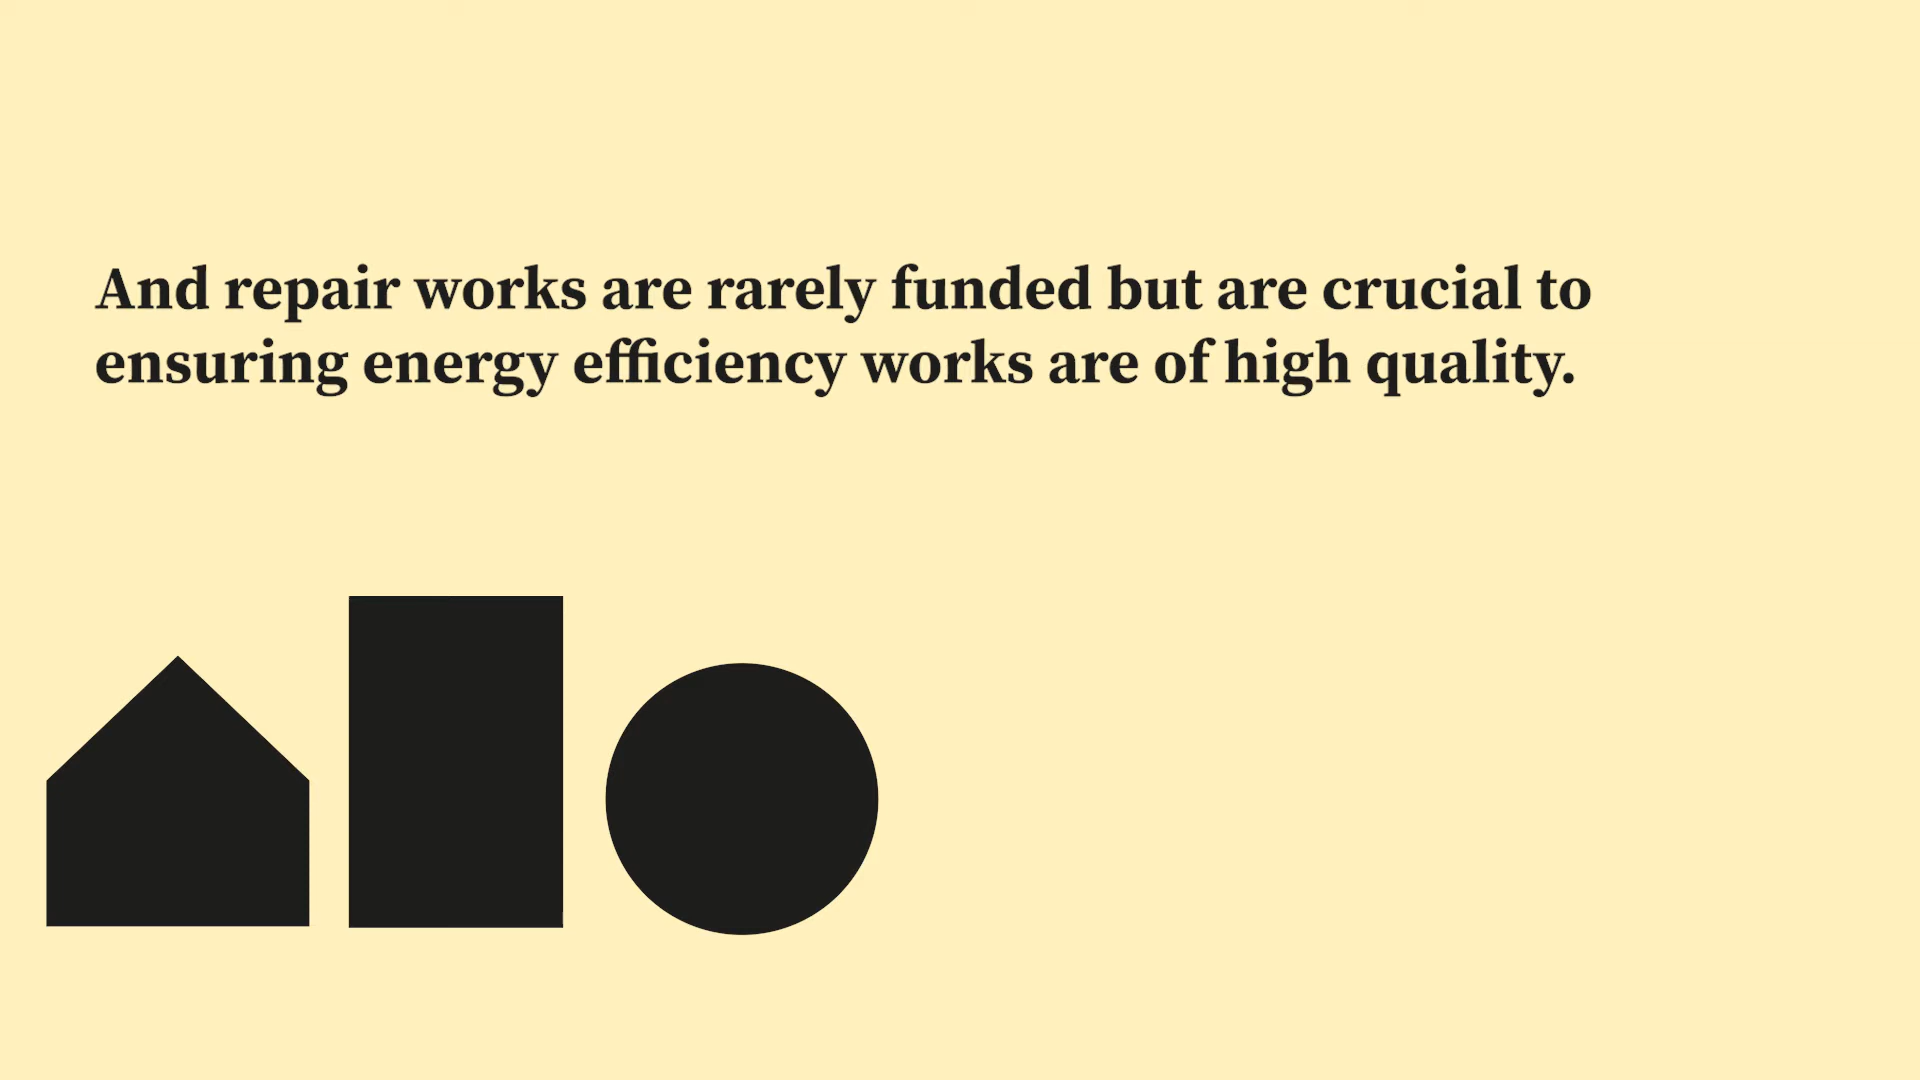 And repair works are rarely funded but are crucial to
ensuring energy efficiency works are of high quality.